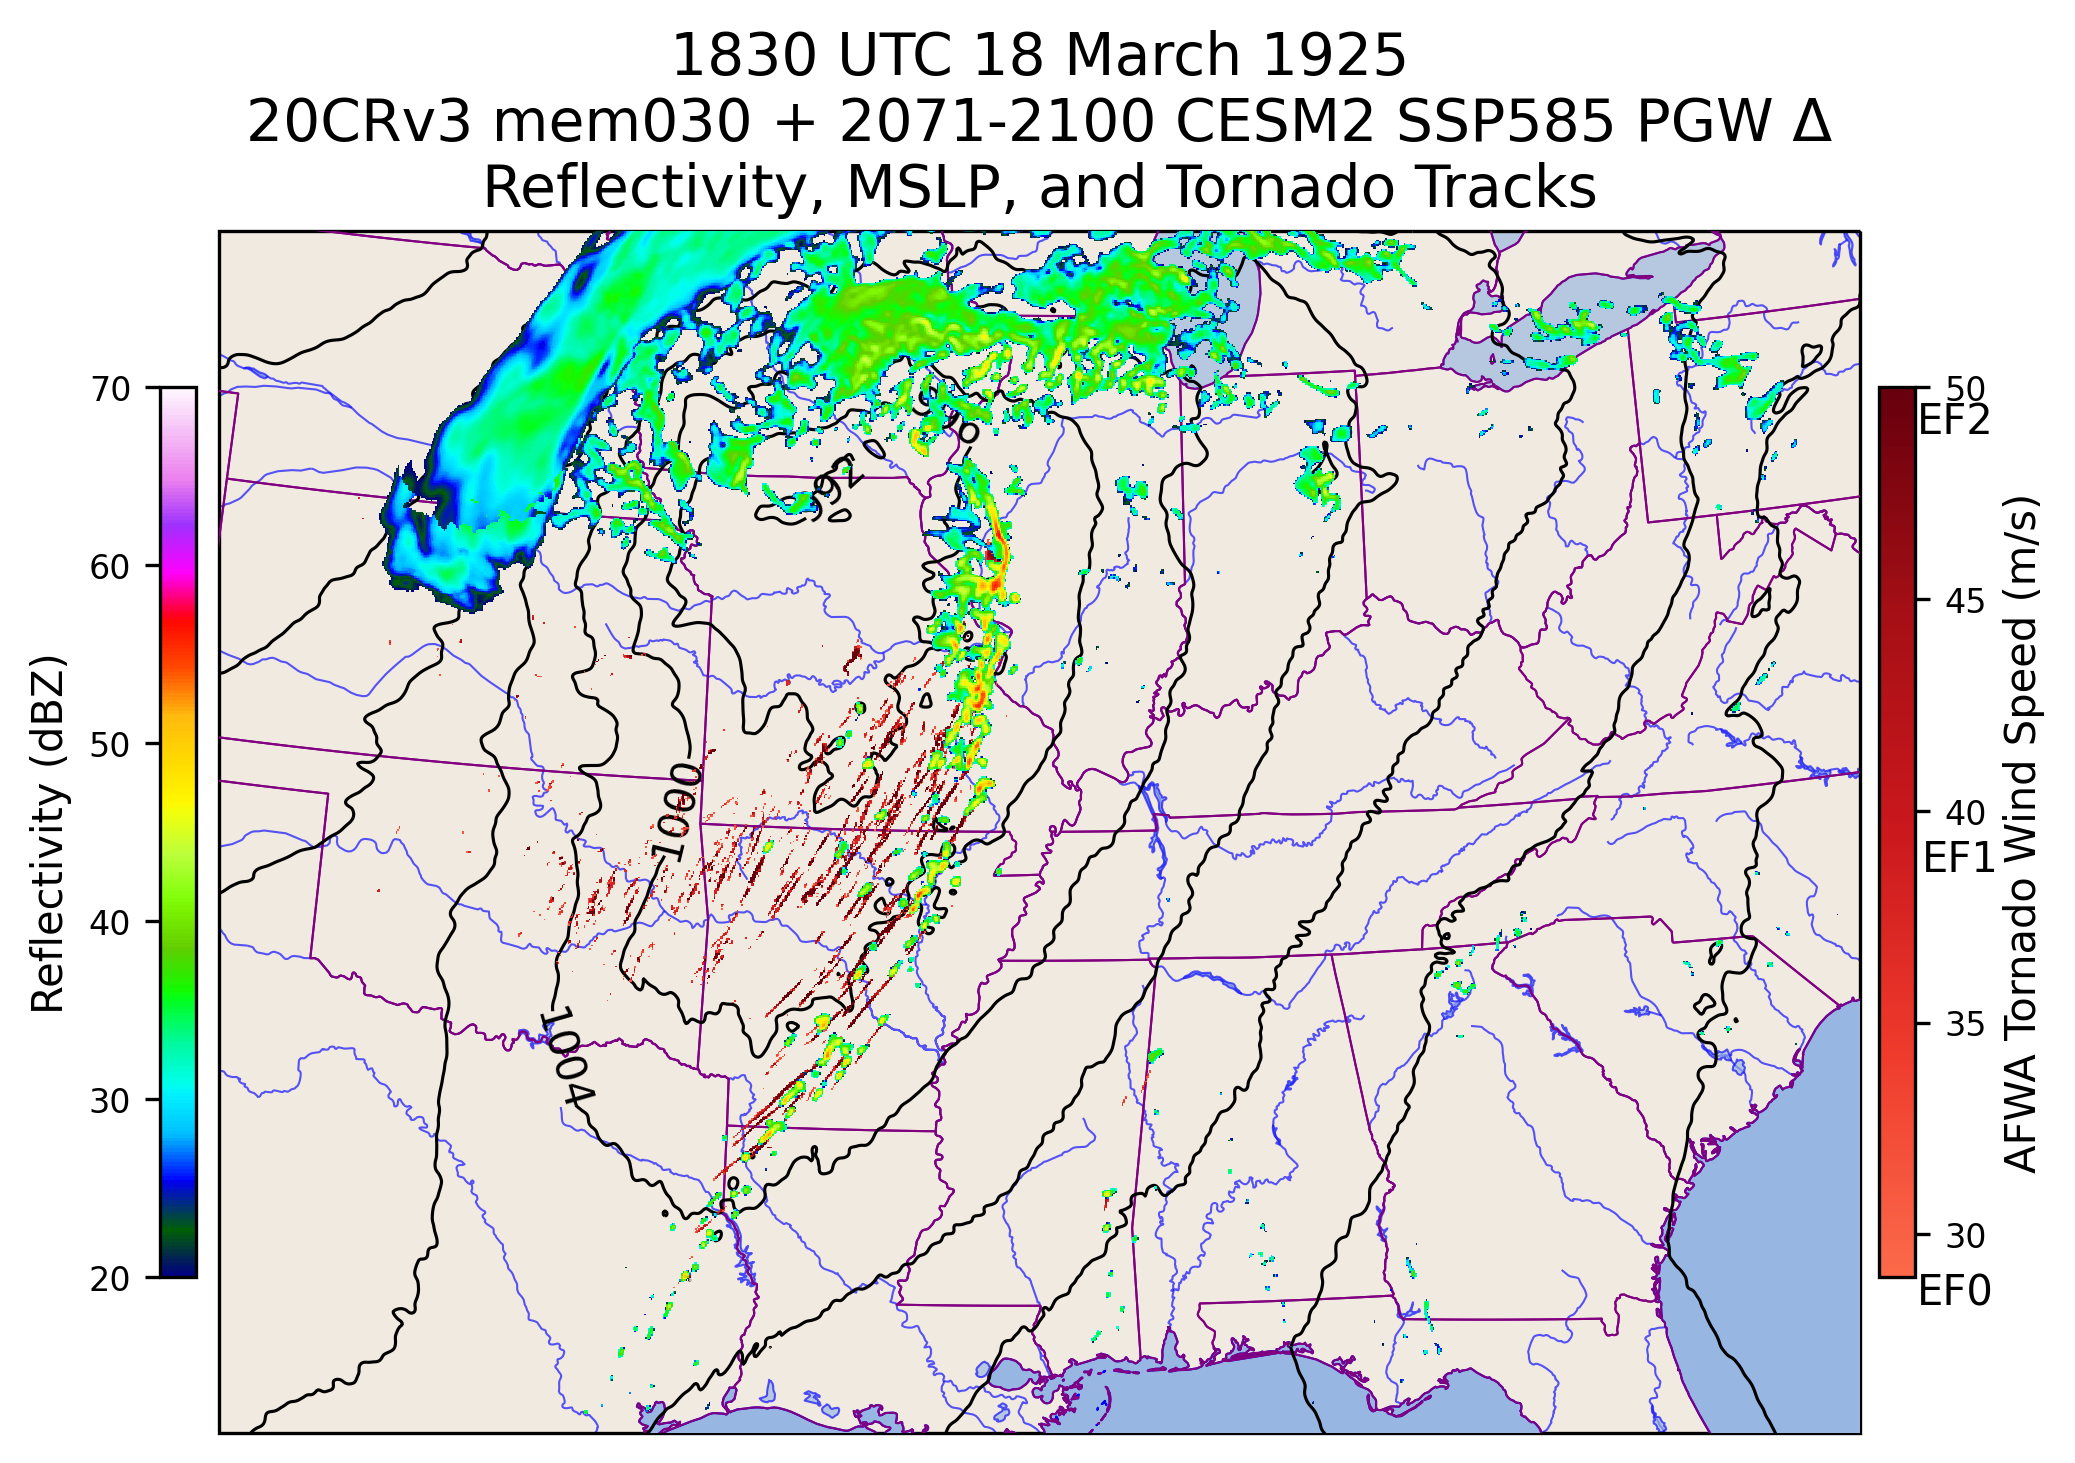 1830 UTC 18 March 1925
20CRv3 mem030 + 2071-2100 CESM2 SSP585 PGW Δ
Reflectivity, MSLP, and Tornado Tracks
Reflectivity (dBZ)
70
60
50
40
30
20
992
1000
1004
50
EF2
45
40
EF1
35
30
EF0
AFWA Tornado Wind Speed (m/s)